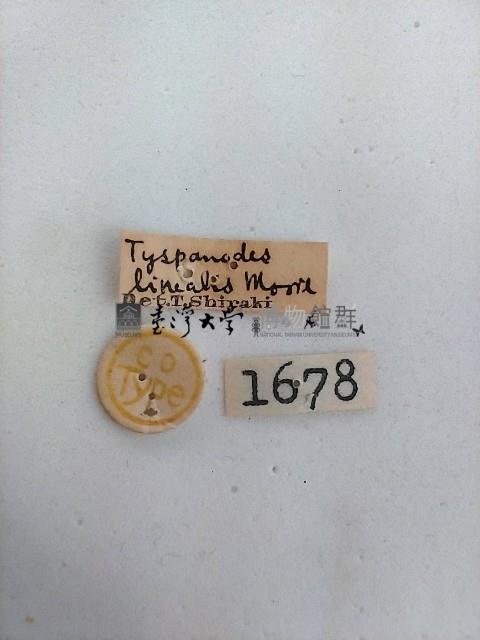 Tyspanodes
linealis Moore
Det. T. Shiraki
臺灣大學 博物館群
NATIONAL TAIWAN UNIVERSITY MUSEUMS
Co
Type
1678